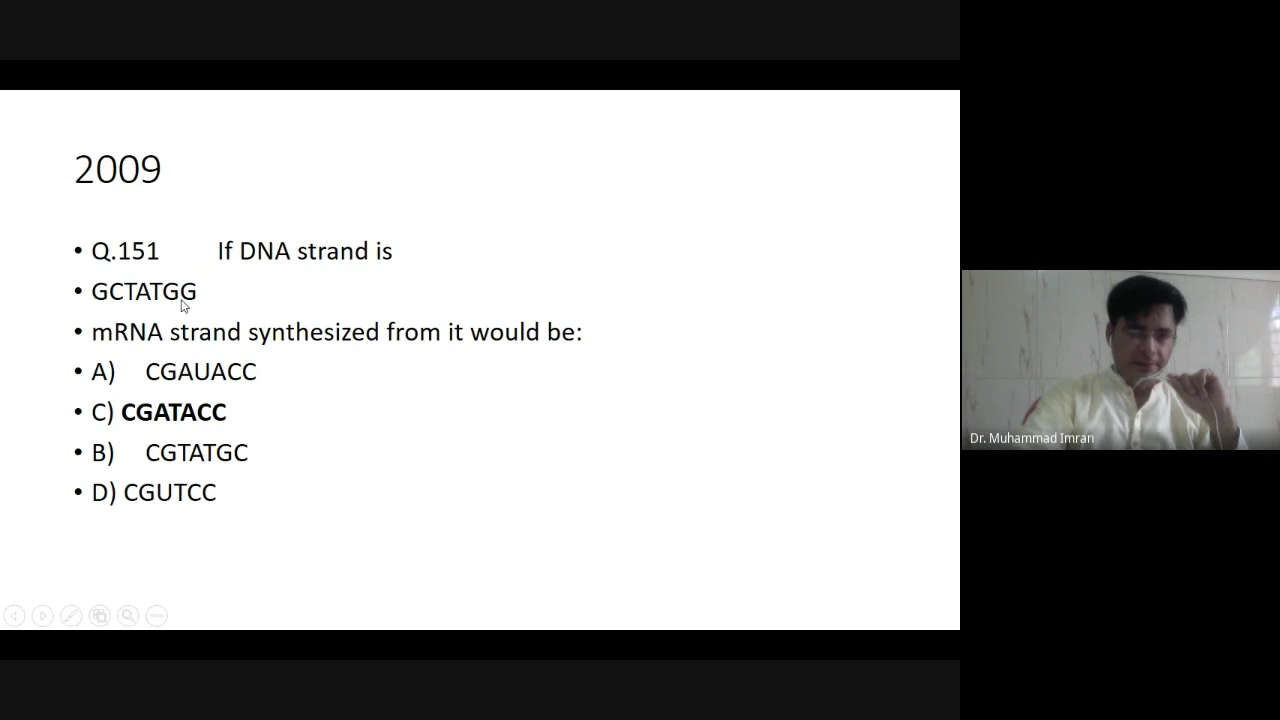 2009
• Q.151 If DNA strand is
• GCTATGG
• mRNA strand synthesized from it would be:
• A) CGAUACC
• C) CGATACC
• B) CGTATGC
• D) CGUTCC
Dr. Muhammad Imran